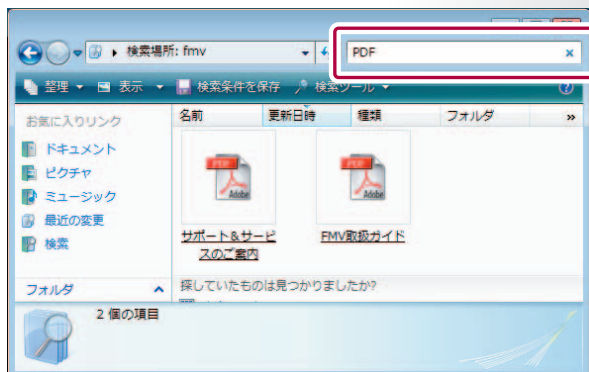 検索場所: fmv
PDF
整理 表示 検索条件を保存 検索ツール
お気に入りリンク
ドキュメント
ピクチャ
ミュージック
最近の変更
検索
フォルダ
名前 更新日時 種類 フォルダ »
PDF Adobe PDF Adobe
サポート&サービ
スのご案内
FMV取扱ガイド
探していたものは見つかりましたか?
2 個の項目